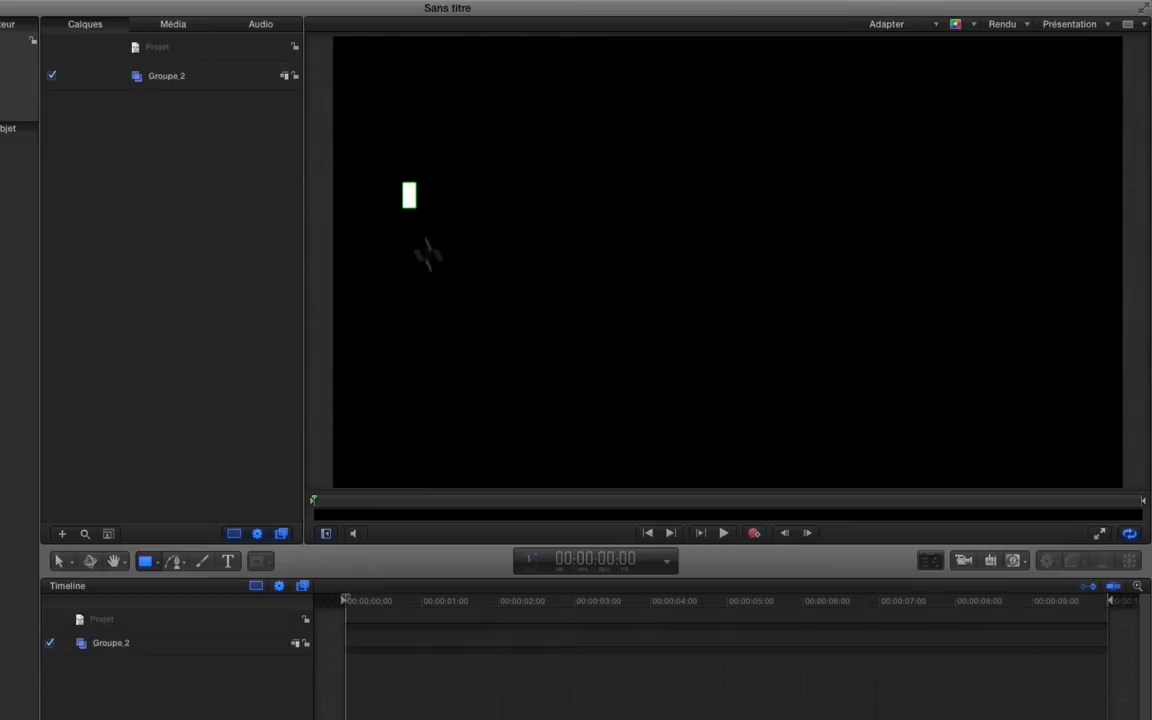 Sans titre
teur
Calques Média Audio
Adapter Rendu Présentation
Projet
Groupe_2
bjet
00:00:00:00
Timeline
00:00:00:00 00:00:01:00 00:00:02:00 00:00:03:00 00:00:04:00 00:00:05:00 00:00:06:00 00:00:07:00 00:00:08:00 00:00:09:00
Projet
Groupe_2